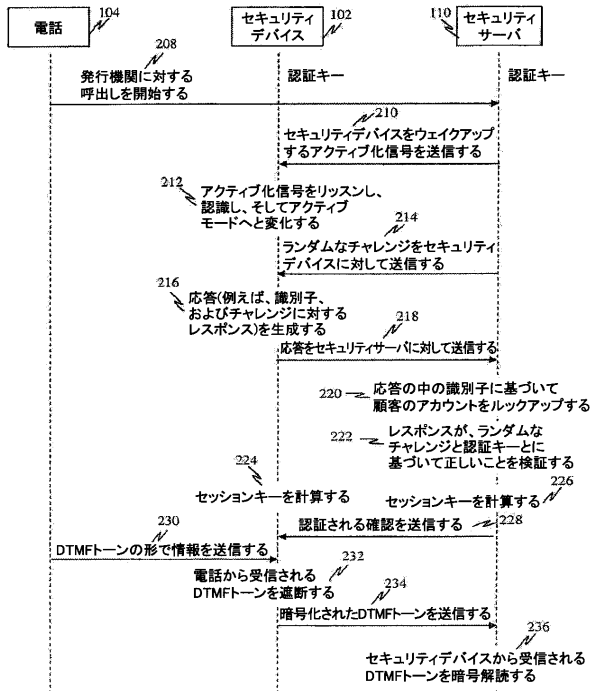 電話
104
セキュリティ
デバイス
102
110
セキュリティ
サーバ
208
発行機関に対する
呼出しを開始する
認証キー
認証キー
210
セキュリティデバイスをウェイクアップ
するアクティブ化信号を送信する
212
アクティブ化信号をリッスンし、
認識し、そしてアクティブ
モードへと変化する
214
ランダムなチャレンジをセキュリティ
デバイスに対して送信する
216
応答(例えば、識別子、
およびチャレンジに対する
レスポンス)を生成する
218
応答をセキュリティサーバに対して送信する
220
応答の中の識別子に基づいて
顧客のアカウントをルックアップする
222
レスポンスが、ランダムな
チャレンジと認証キーとに
基づいて正しいことを検証する
224
セッションキーを計算する
226
セッションキーを計算する
228
認証される確認を送信する
230
DTMFトーンの形で情報を送信する
232
電話から受信される
DTMFトーンを遮断する
234
暗号化されたDTMFトーンを送信する
236
セキュリティデバイスから受信される
DTMFトーンを暗号解読する